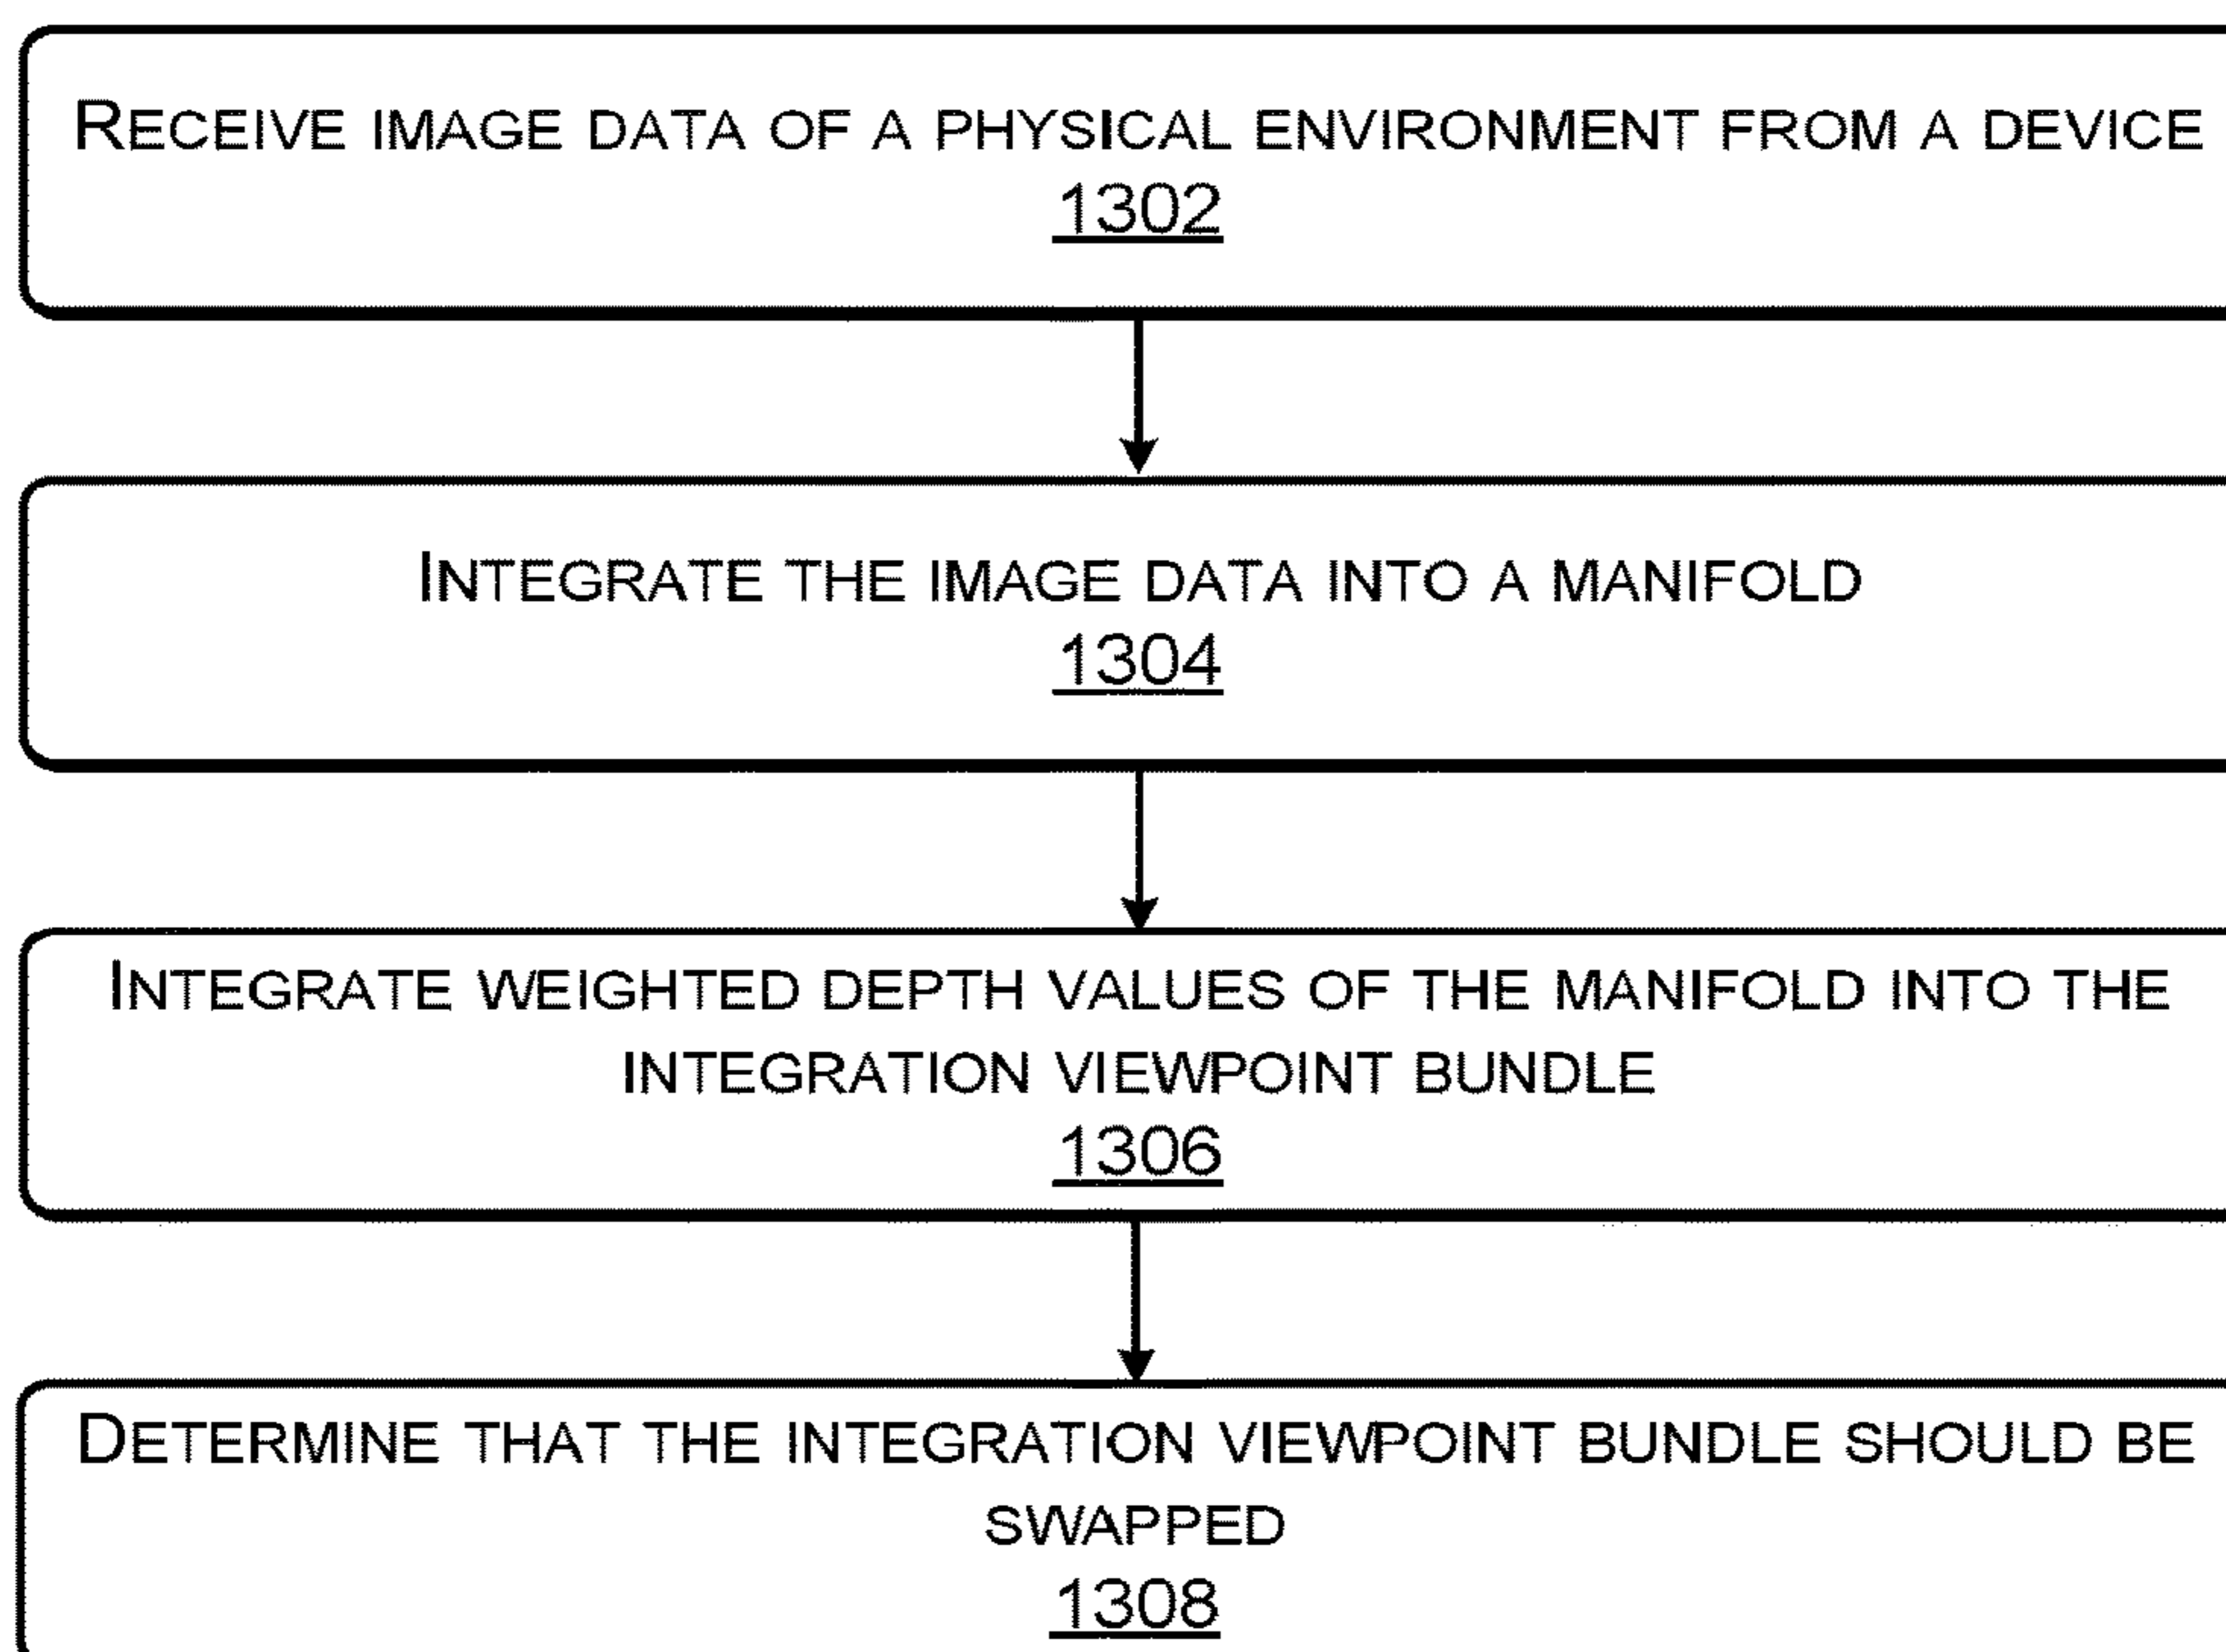 RECEIVE IMAGE DATA OF A PHYSICAL ENVIRONMENT FROM A DEVICE
1302
INTEGRATE THE IMAGE DATA INTO A MANIFOLD
1304
INTEGRATE WEIGHTED DEPTH VALUES OF THE MANIFOLD INTO THE
INTEGRATION VIEWPOINT BUNDLE
1306
DETERMINE THAT THE INTEGRATION VIEWPOINT BUNDLE SHOULD BE
SWAPPED
1308